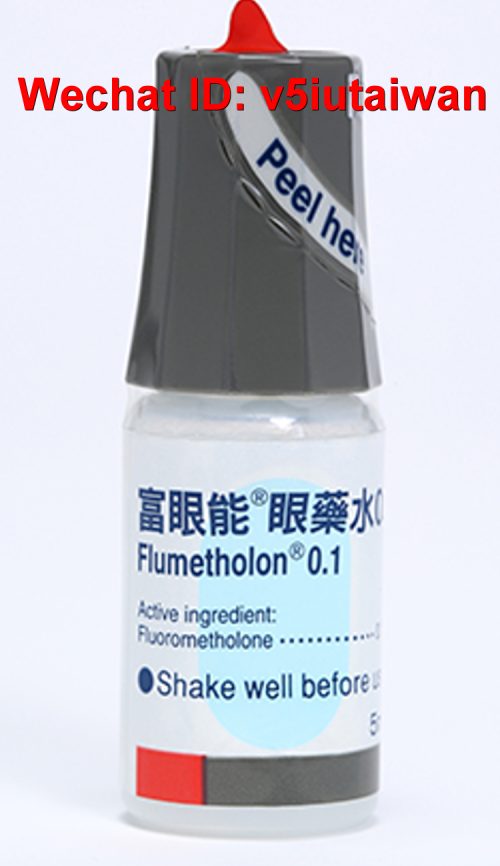 Wechat ID: v5iutaiwan
Peel here
富眼能®眼藥水
Flumetholon® 0.1
Active ingredient:
Fluorometholone
●Shake well before